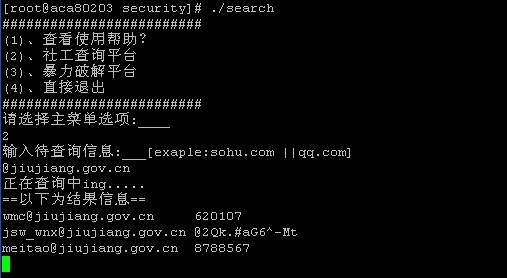 [root@aca80203 security]# ./search
#########################
(1)、查看使用帮助?
(2)、社工查询平台
(3)、暴力破解平台
(4)、直接退出
#########################
请选择主菜单选项:____
2
输入待查询信息:___[exaple:sohu.com ||qq.com]
@jiujiang.gov.cn
正在查询中ing.....
==以下为结果信息==
wmc@jiujiang.gov.cn 620107
jsw_wnx@jiujiang.gov.cn @2Qk.#aG6^-Mt
meitao@jiujiang.gov.cn 8788567